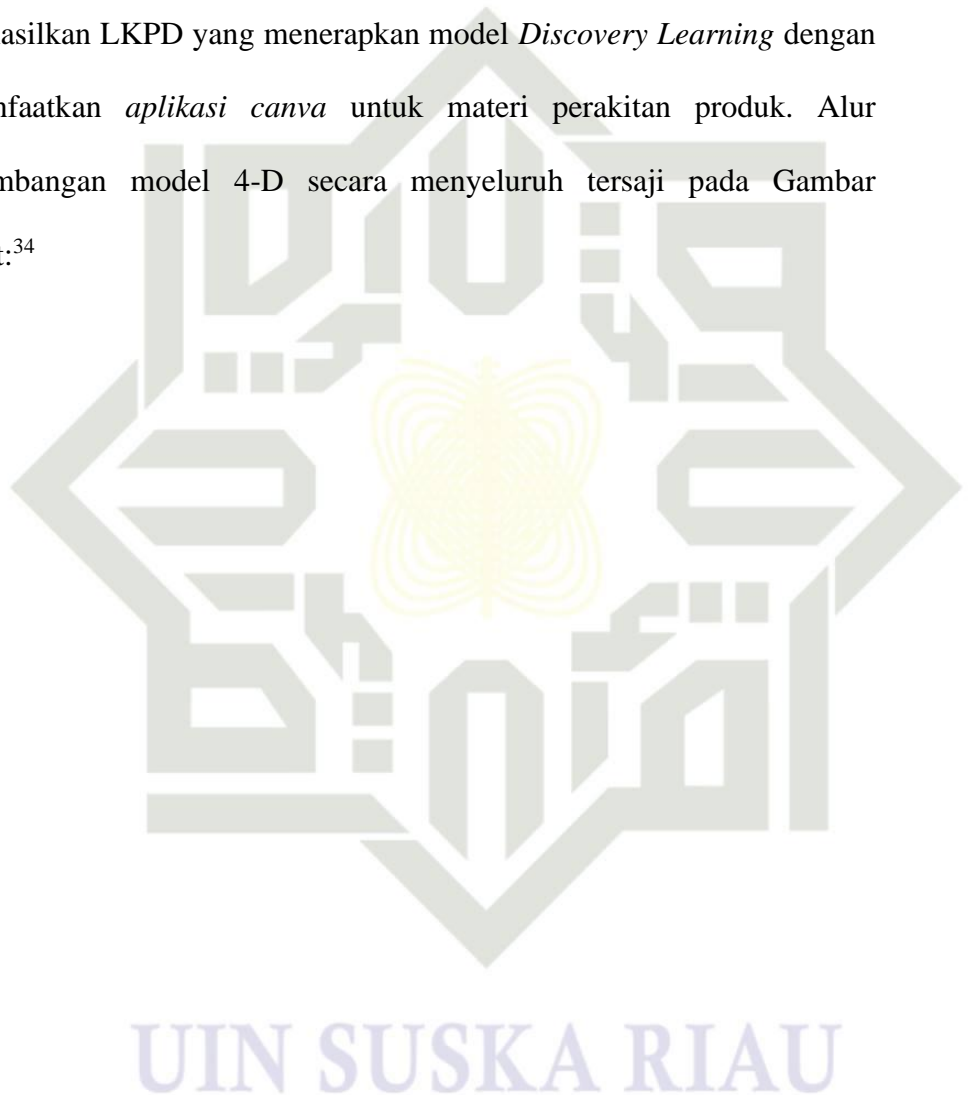 asilkan LKPD yang menerapkan model Discovery Learning dengan
nfaatkan aplikasi canva untuk materi perakitan produk. Alur
mbangan model 4-D secara menyeluruh tersaji pada Gambar
t:34
UIN SUSKA RIAU